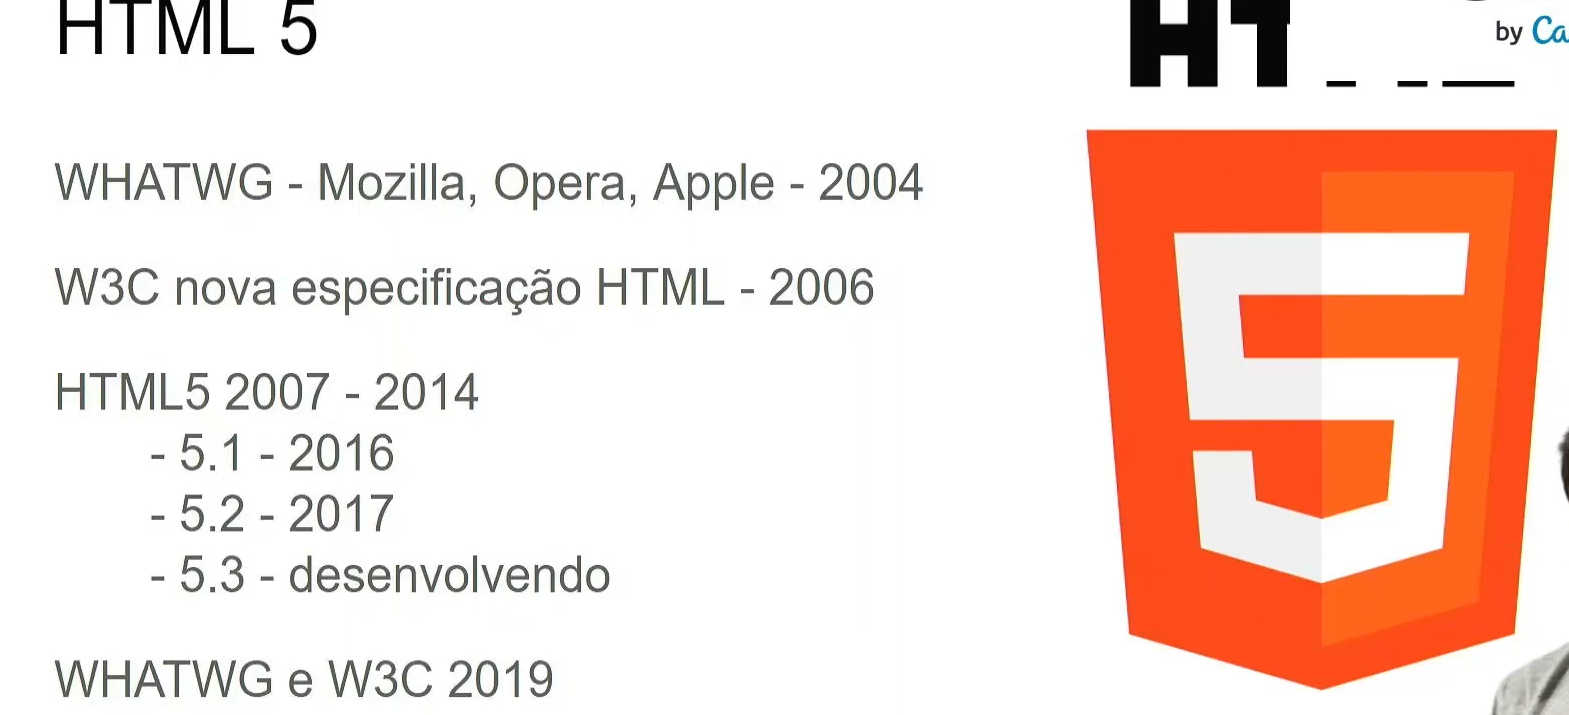 HTML 5
by
WHATWG - Mozilla, Opera, Apple - 2004
W3C nova especificação HTML - 2006
HTML5 2007 - 2014
- 5.1 - 2016
- 5.2 - 2017
- 5.3 - desenvolvendo
WHATWG e W3C 2019
5